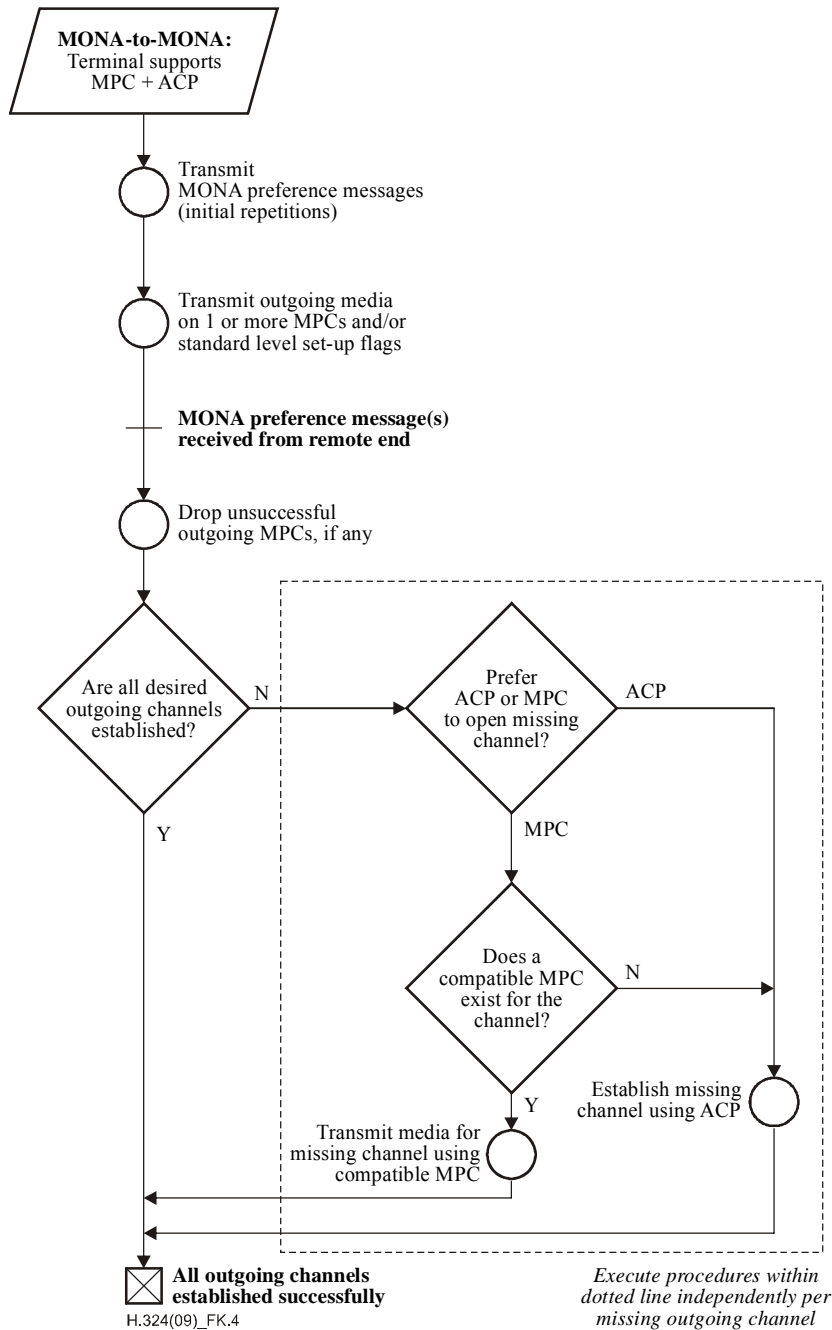 MONA-to-MONA:
Terminal supports
MPC + ACP
Transmit
MONA preference messages
(initial repetitions)
Transmit outgoing media
on 1 or more MPCs and/or
standard level set-up flags
MONA preference message(s)
received from remote end
Drop unsuccessful
outgoing MPCs, if any
Are all desired
outgoing channels
established?
N
Y
Prefer
ACP or MPC
to open missing
channel?
ACP
MPC
Does a
compatible MPC
exist for the
channel?
N
Y
Establish missing
channel using ACP
Transmit media for
missing channel using
compatible MPC
All outgoing channels
established successfully
H.324(09)_FK.4
Execute procedures within
dotted line independently per
missing outgoing channel